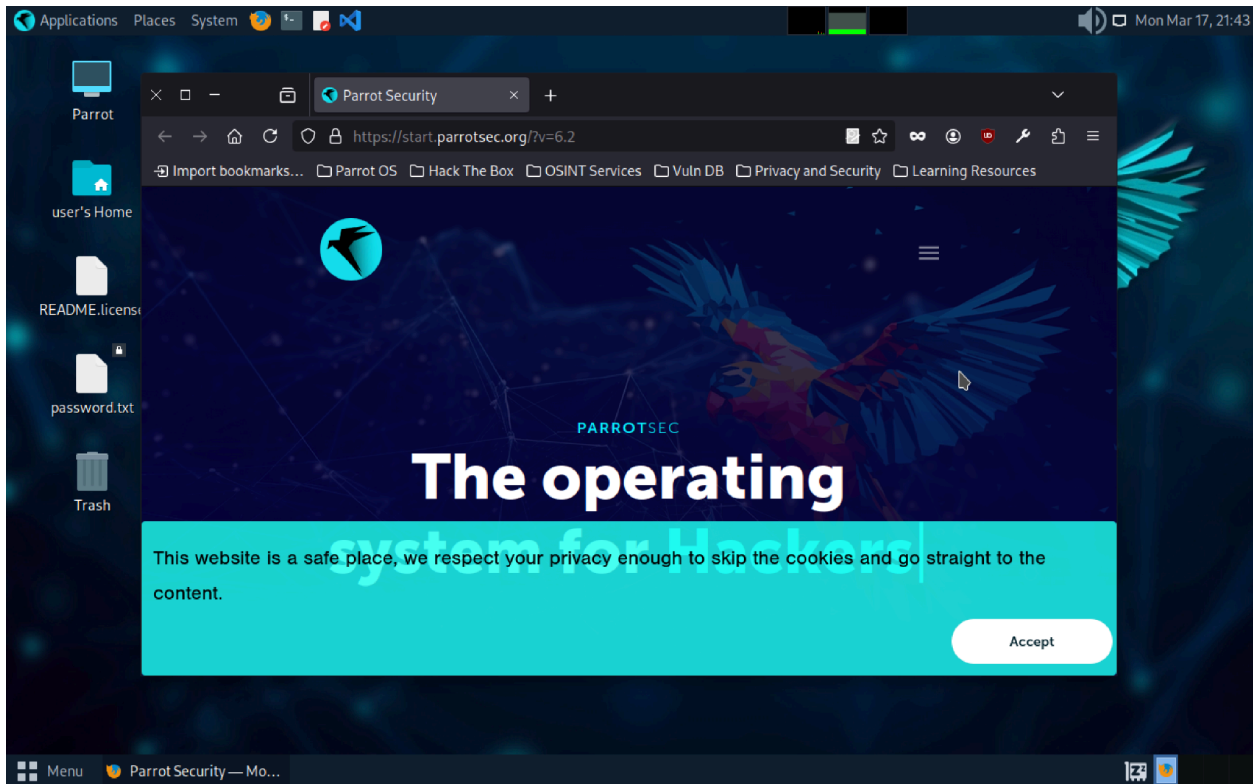 Applications Places System Mon Mar 17, 21:43
Parrot
user's Home
README.license
password.txt
Trash
Parrot Security
https://start.parrotsec.org/?v=6.2
Import bookmarks... Parrot OS Hack The Box OSINT Services Vuln DB Privacy and Security Learning Resources
PARROTSEC
The operating
system for Hackers
This website is a safe place, we respect your privacy enough to skip the cookies and go straight to the
content.
Accept
Menu Parrot Security — Mo...